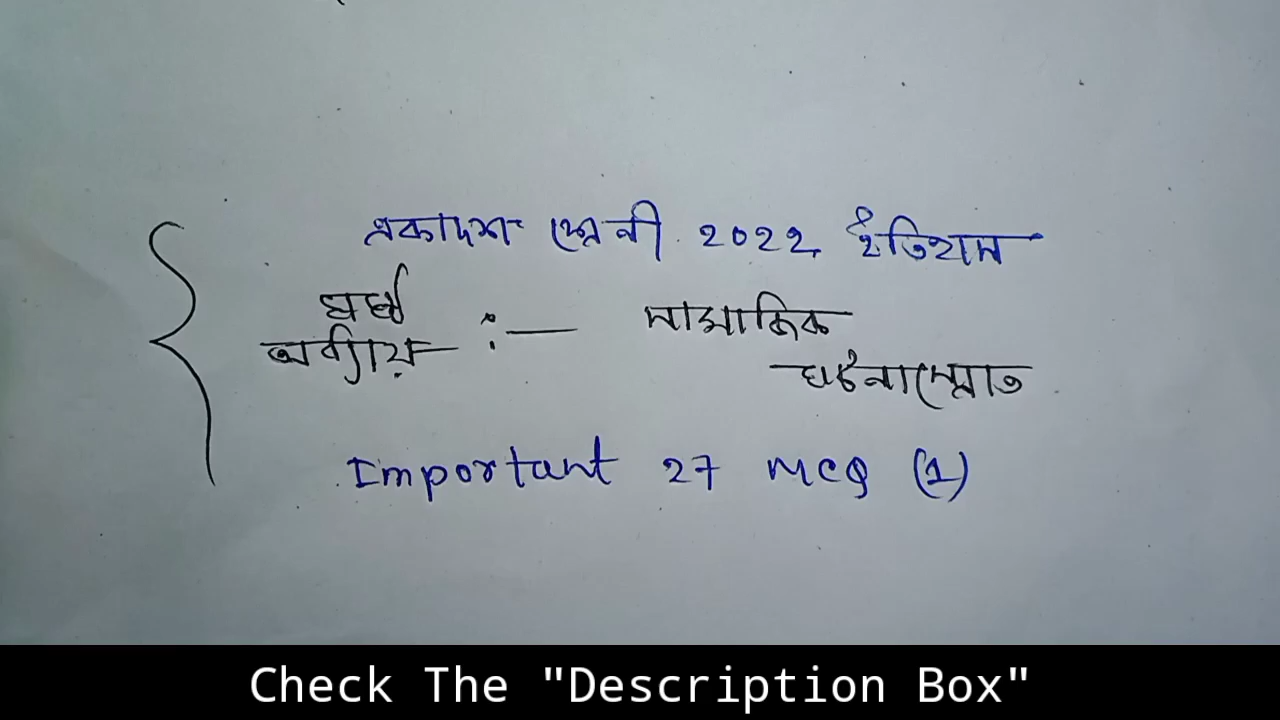 একাদশ শ্রেনী 2022 ইতিহাস
ষষ্ঠ
অধ্যায় :— সামাজিক
ঘটনাস্রোত
Important 27 MCQ (1)
Check The "Description Box"